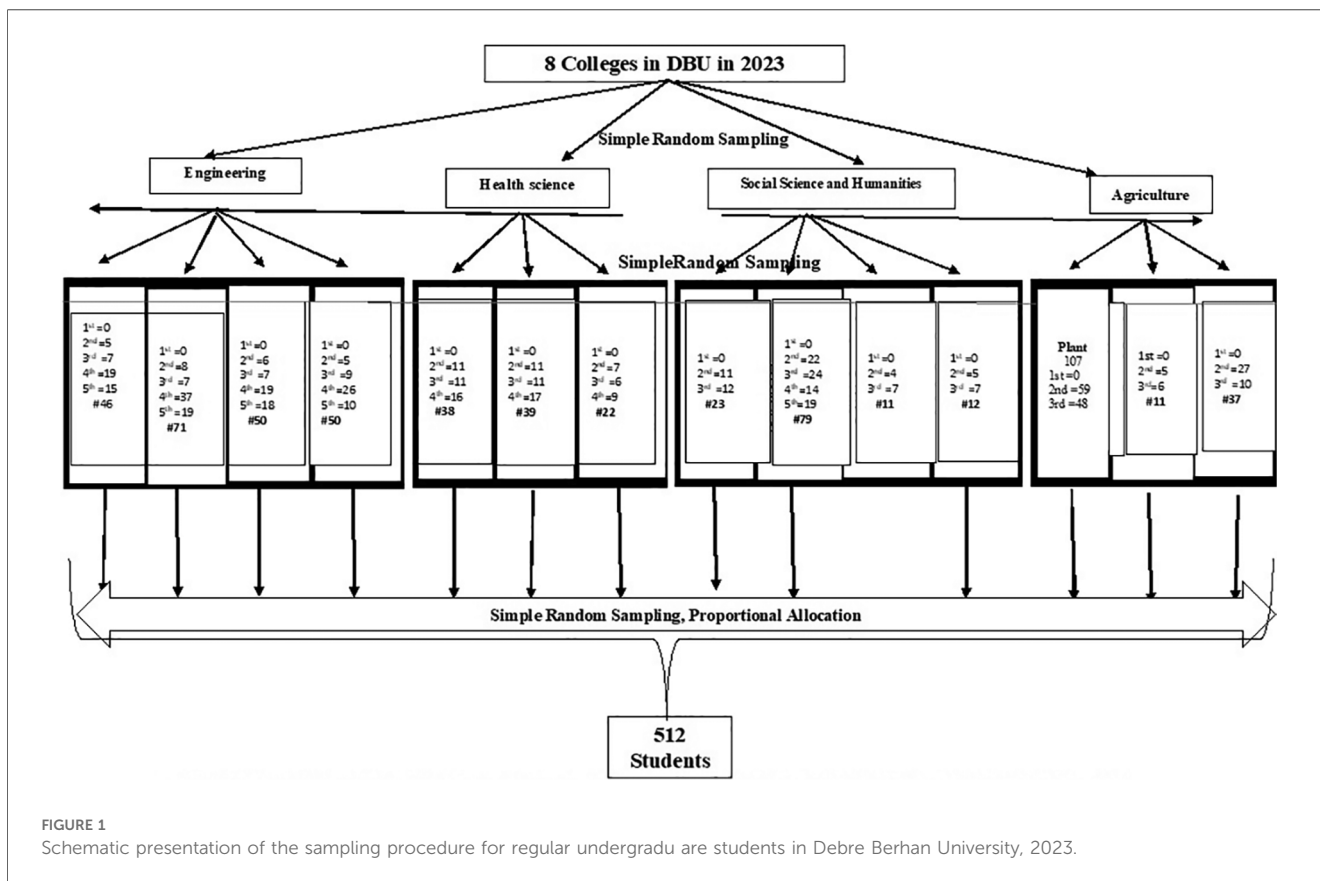 8 Colleges in DBU in 2023
Simple Random Sampling
Engineering
Health science
Social Science and Humanities
Agriculture
SimpleRandom Sampling
1st =0
2nd =5
3rd =7
4th =19
5th =15
#46
1st =0
2nd =8
3rd =7
4th =37
5th =19
#71
1st =0
2nd =6
3rd =7
4th =19
5th =18
#50
1st =0
2nd =5
3rd =9
4th =26
5th =10
#50
1st =0
2nd =11
3rd =11
4th =16
#38
1st =0
2nd =11
3rd =11
4th =17
#39
1st =0
2nd =7
3rd =6
4th =9
#22
1st =0
2nd =11
3rd =12
#23
1st =0
2nd =22
3rd =24
4th =14
5th =19
#79
1st =0
2nd =4
3rd =7
#11
1st =0
2nd =5
3rd =7
#12
Plant
107
1st=0
2nd=59
3rd=48
1st=0
2nd =5
3rd=6
#11
1st =0
2nd =27
3rd =10
#37
Simple Random Sampling, Proportional Allocation
512
Students
FIGURE 1
Schematic presentation of the sampling procedure for regular undergradu are students in Debre Berhan University, 2023.